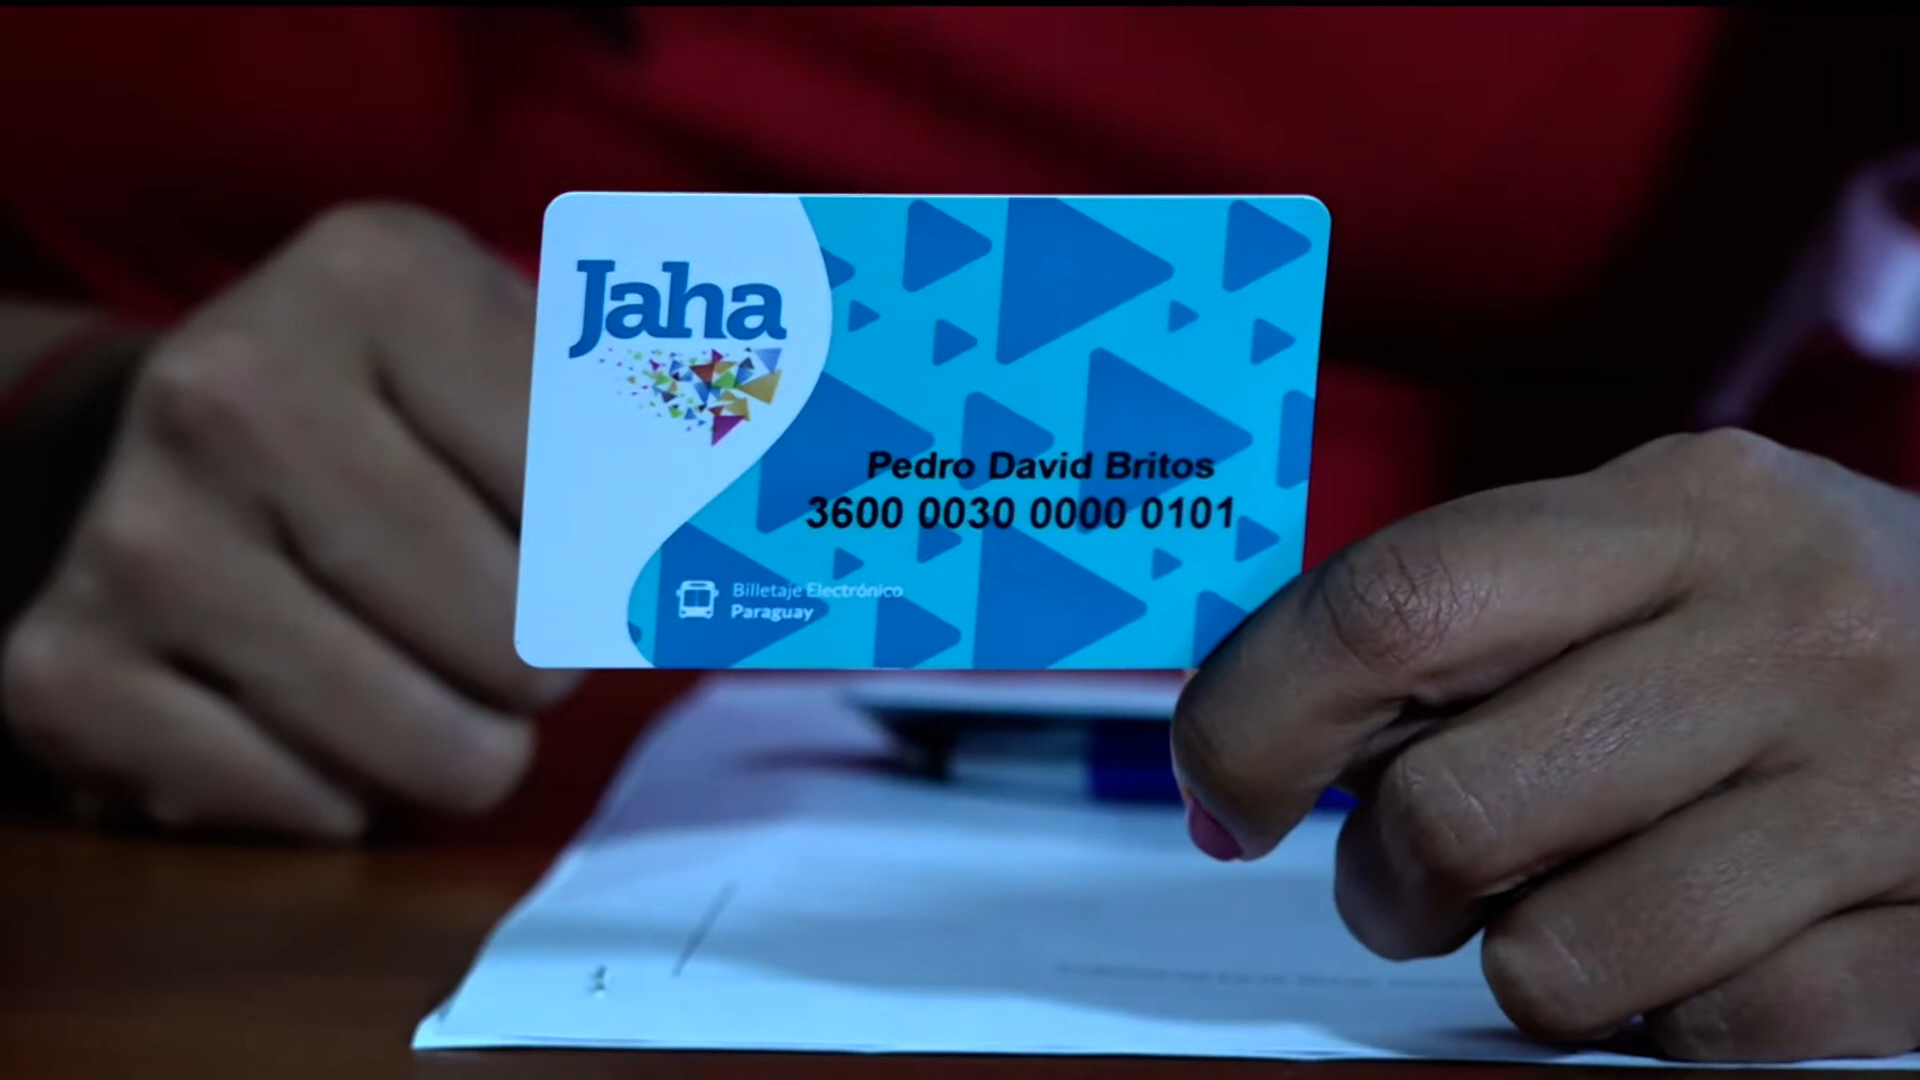 Jaha
Pedro David Britos
3600 0030 0000 0101
Billetaje Electrónico
Paraguay